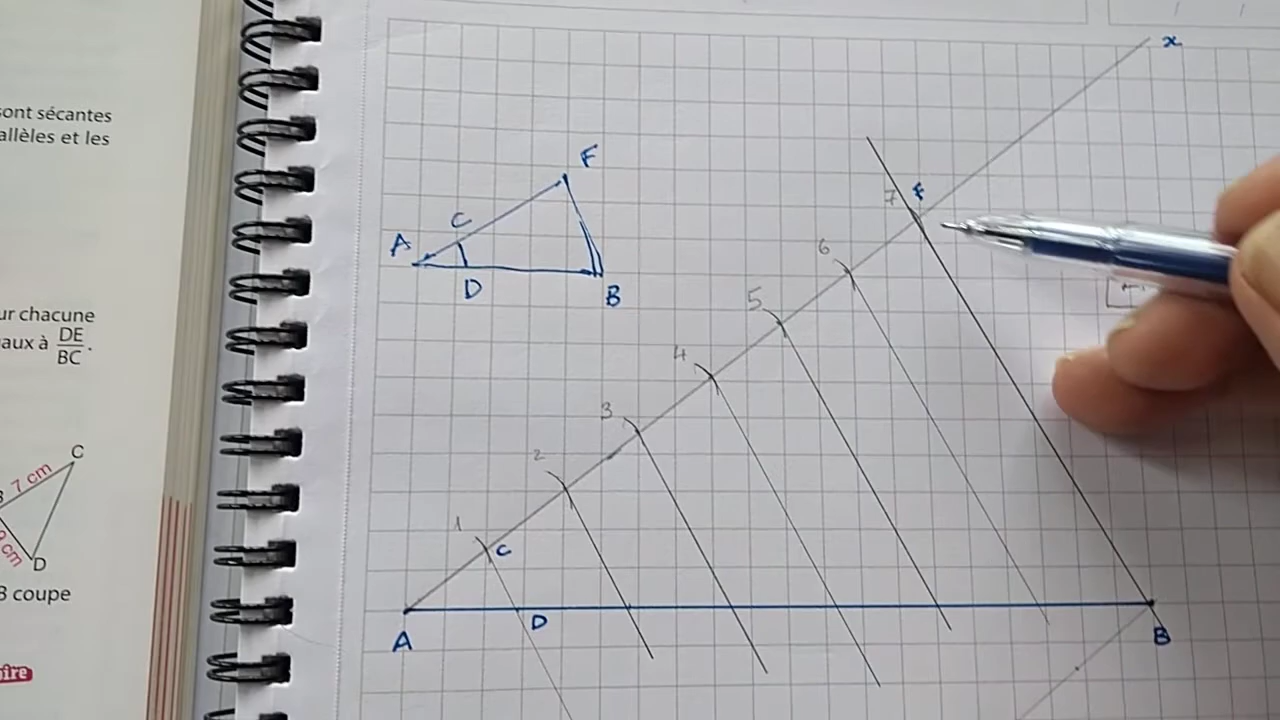 sont sécantes
allèles et les
ur chacune
aux à DE/BC.
C
7 cm
cm
D
B coupe
ire
x
F
C
A
D
B
7 F
6
5
4
3
2
1
C
D
A
B